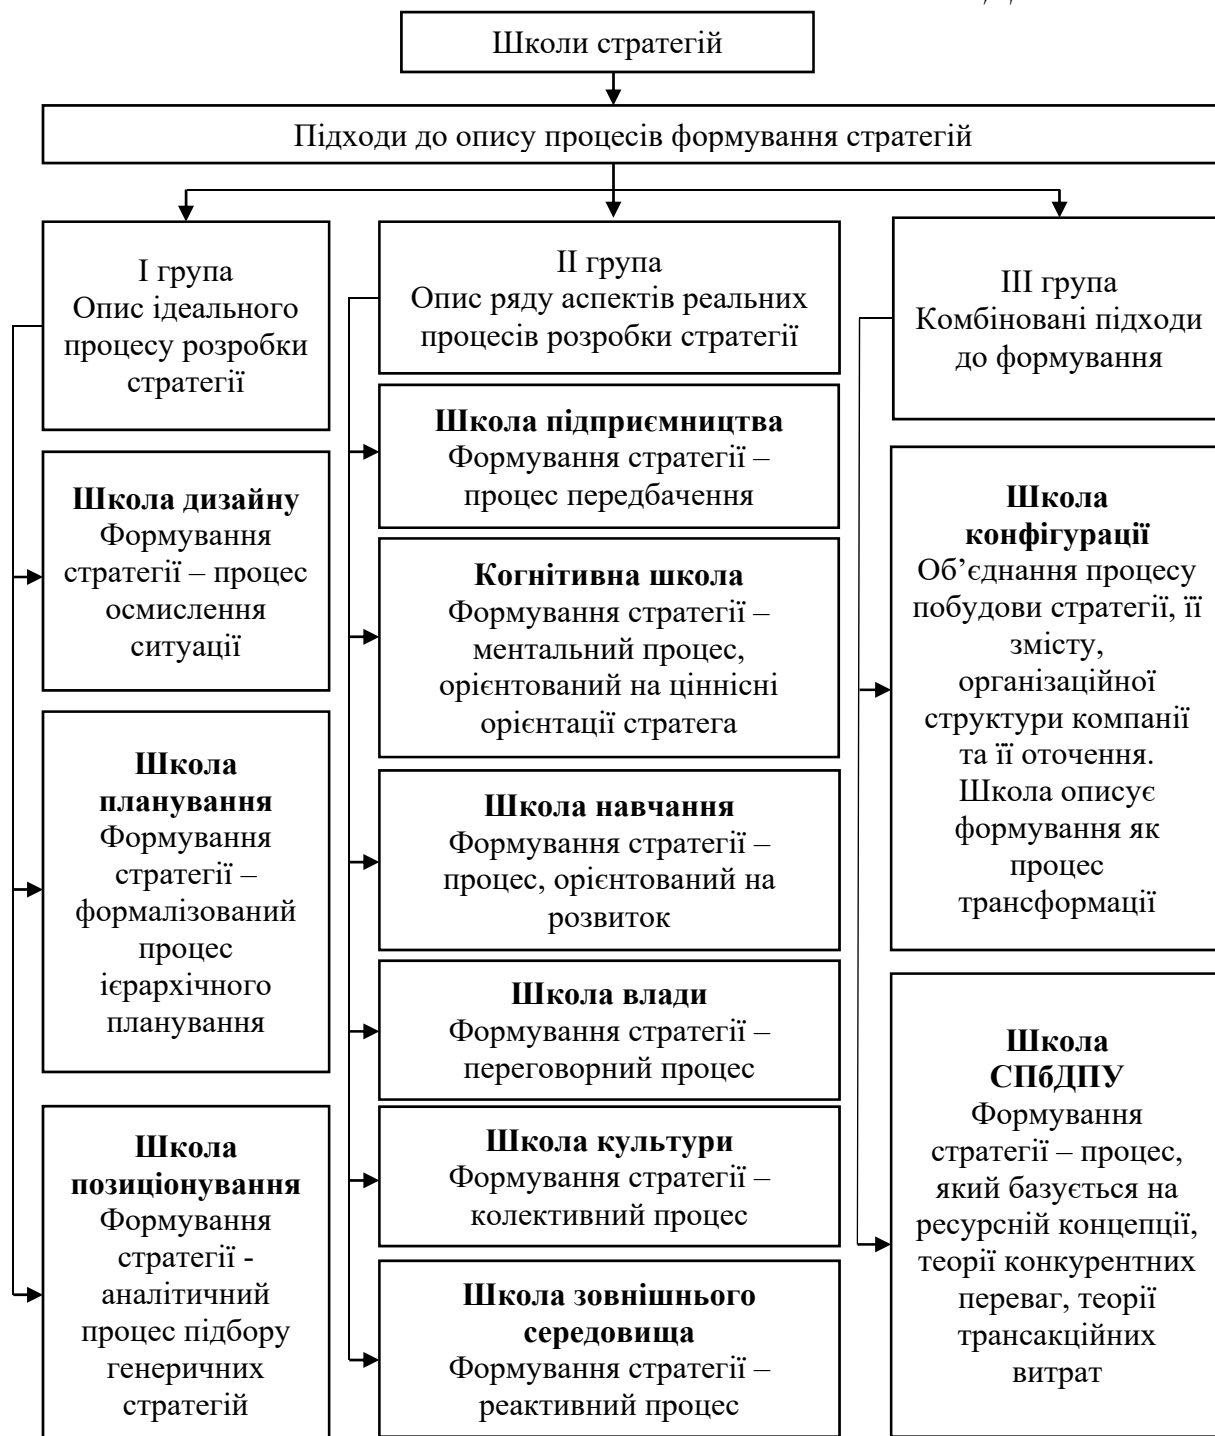 Школи стратегій
Підходи до опису процесів формування стратегій
І група
Опис ідеального
процесу розробки
стратегії
Школа дизайну
Формування
стратегії – процес
осмислення
ситуації
Школа
планування
Формування
стратегії –
формалізований
процес
ієрархічного
планування
Школа
позиціонування
Формування
стратегії -
аналітичний
процес підбору
генеричних
стратегій
ІІ група
Опис ряду аспектів реальних
процесів розробки стратегії
Школа підприємництва
Формування стратегії –
процес передбачення
Когнітивна школа
Формування стратегії –
ментальний процес,
орієнтований на ціннісні
орієнтації стратега
Школа навчання
Формування стратегії –
процес, орієнтований на
розвиток
Школа влади
Формування стратегії –
переговорний процес
Школа культури
Формування стратегії –
колективний процес
Школа зовнішнього
середовища
Формування стратегії –
реактивний процес
ІІІ група
Комбіновані підходи
до формування
Школа
конфігурації
Об’єднання процесу
побудови стратегії, її
змісту,
організаційної
структури компанії
та її оточення.
Школа описує
формування як
процес
трансформації
Школа
СПбДПУ
Формування
стратегії – процес,
який базується на
ресурсній концепції,
теорії конкурентних
переваг, теорії
трансакційних
витрат